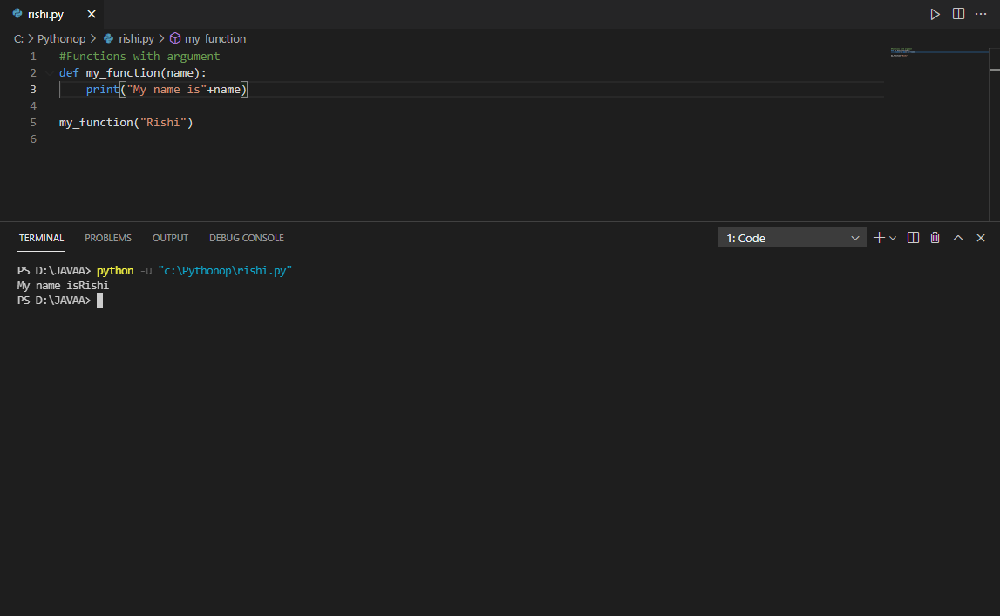 rishi.py
C: > Pythonop > rishi.py > my_function
1 #Functions with argument
2 def my_function(name):
3     print("My name is"+name)
4
5 my_function("Rishi")
6
TERMINAL PROBLEMS OUTPUT DEBUG CONSOLE 1: Code
PS D:\JAVAA> python -u "c:\Pythonop\rishi.py"
My name isRishi
PS D:\JAVAA>